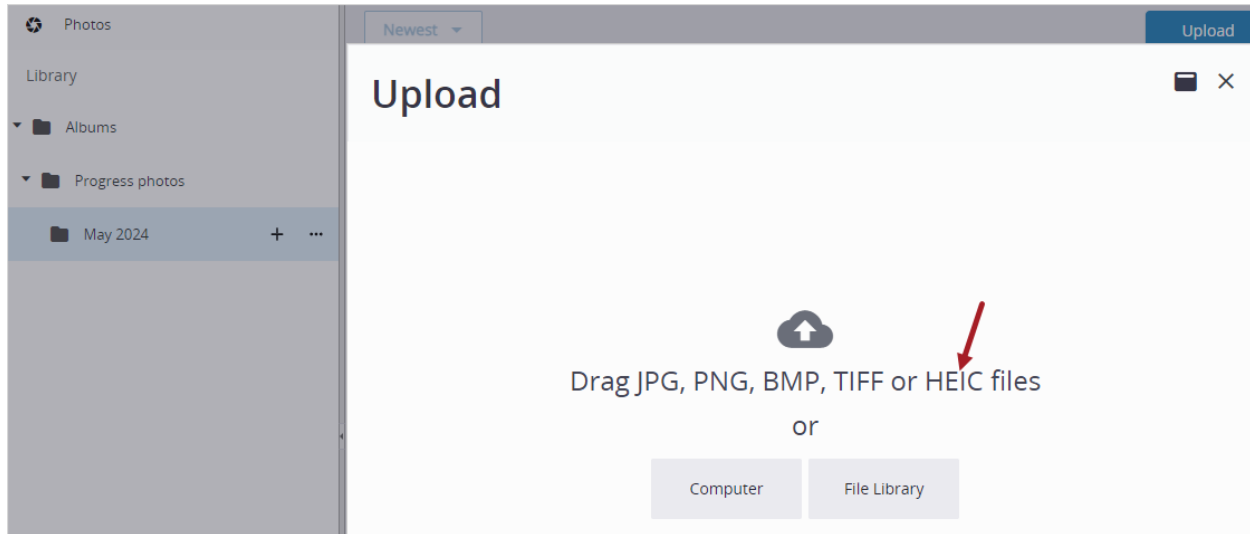 Photos
Library
Albums
Progress photos
May 2024
Newest
Upload
Upload
Drag JPG, PNG, BMP, TIFF or HEIC files
or
Computer
File Library